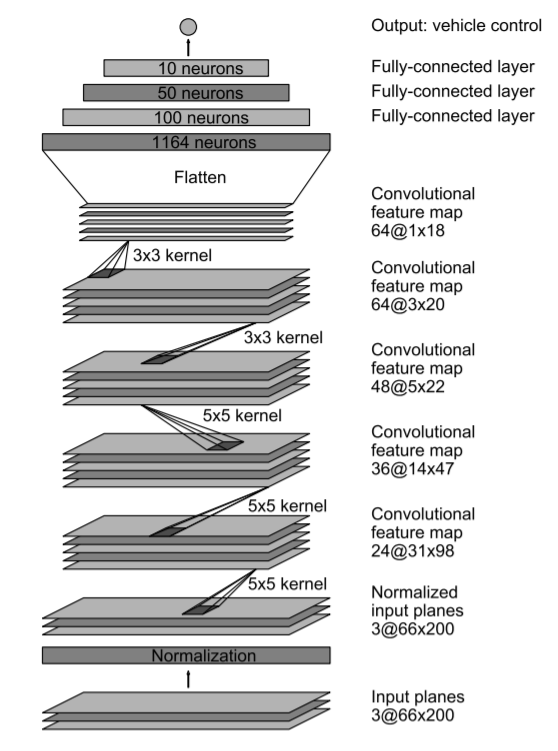 Output: vehicle control
10 neurons
Fully-connected layer
50 neurons
Fully-connected layer
100 neurons
Fully-connected layer
1164 neurons
Flatten
Convolutional
feature map
64@1x18
3x3 kernel
Convolutional
feature map
64@3x20
3x3 kernel
Convolutional
feature map
48@5x22
5x5 kernel
Convolutional
feature map
36@14x47
5x5 kernel
Convolutional
feature map
24@31x98
5x5 kernel
Normalized
input planes
3@66x200
Normalization
Input planes
3@66x200